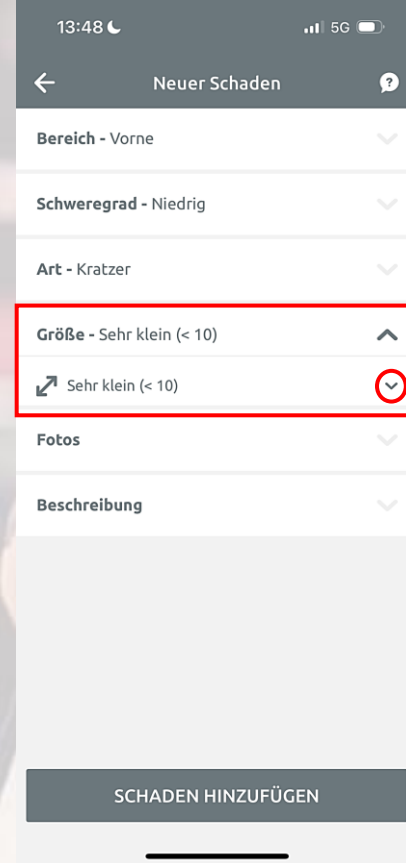 13:48 5G
Neuer Schaden ?
Bereich - Vorne
Schweregrad - Niedrig
Art - Kratzer
Größe - Sehr klein (< 10)
Sehr klein (< 10)
Fotos
Beschreibung
SCHADEN HINZUFÜGEN